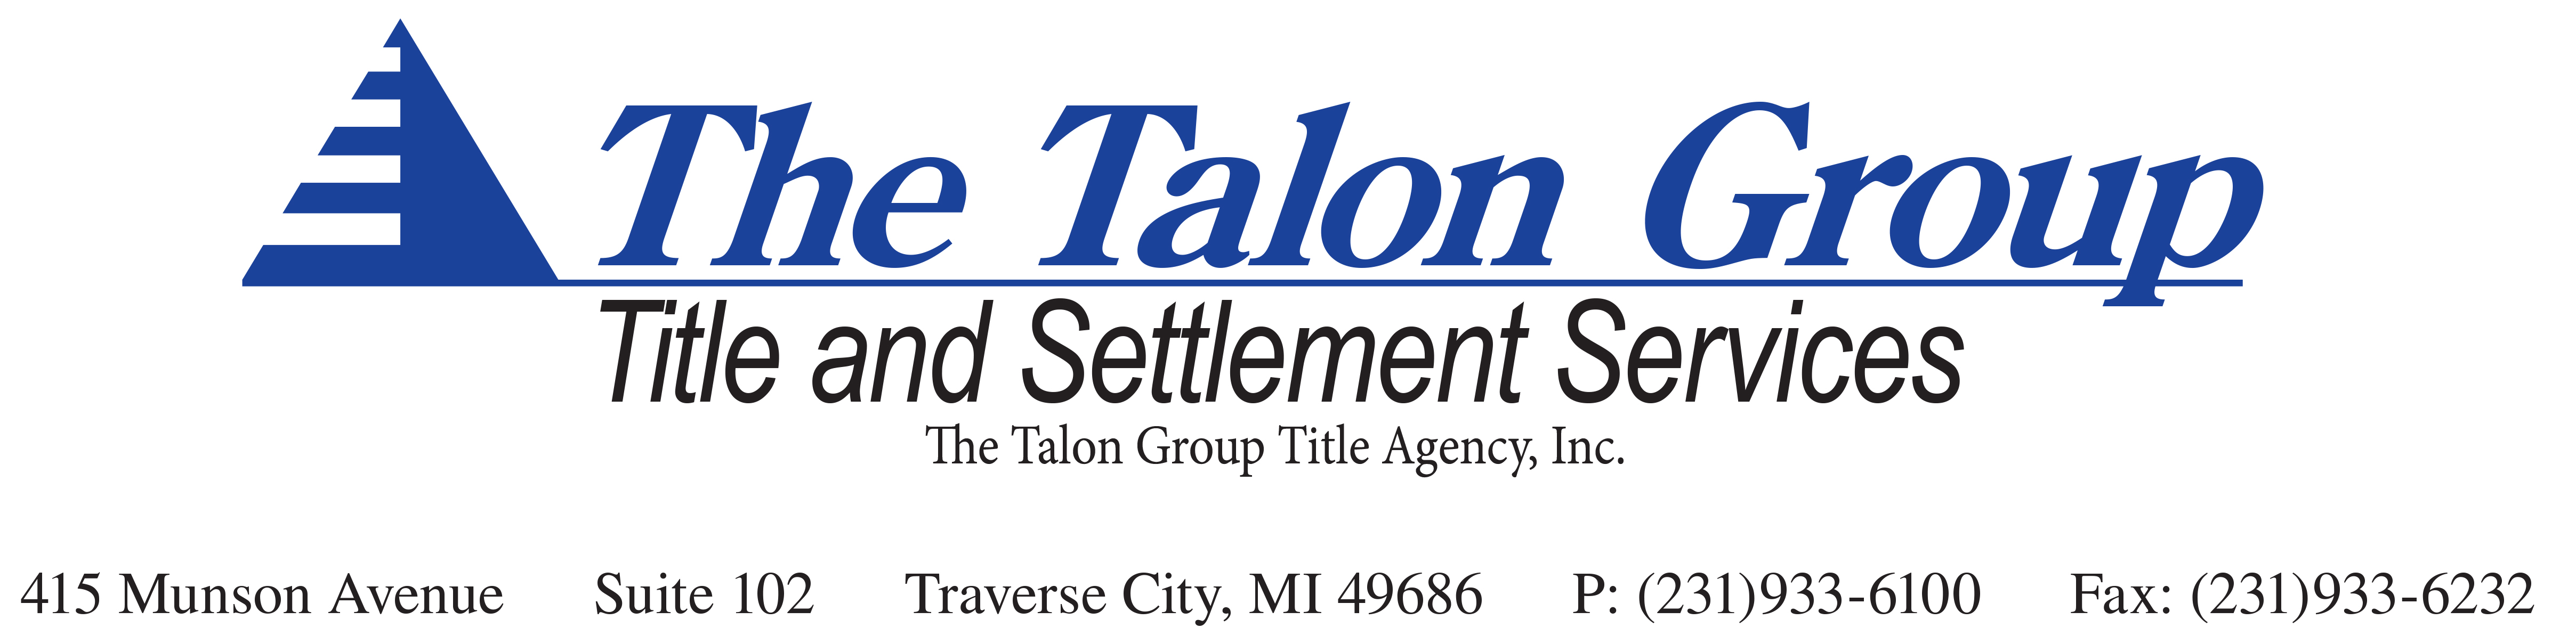 The Talon Group
Title and Settlement Services
The Talon Group Title Agency, Inc.
415 Munson Avenue Suite 102 Traverse City, MI 49686 P: (231)933-6100 Fax: (231)933-6232